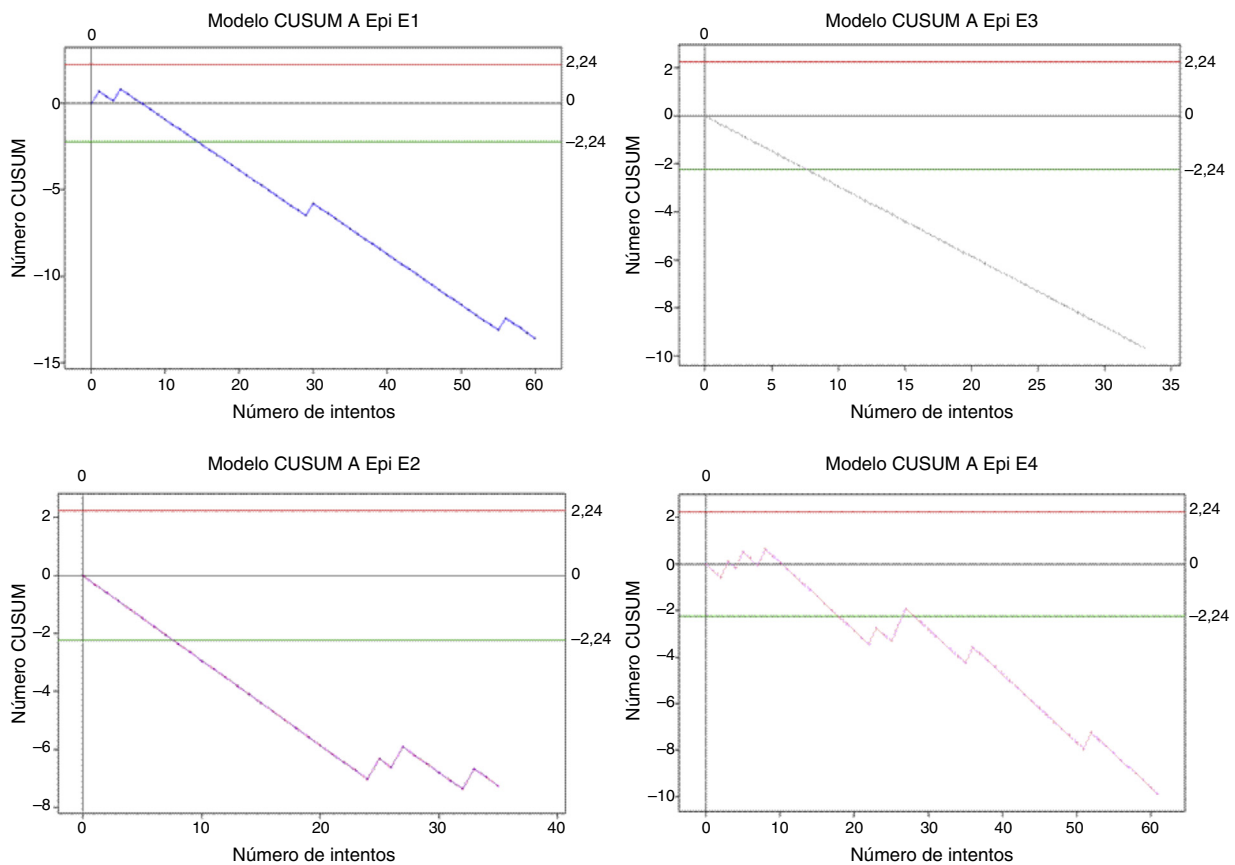 Modelo CUSUM A Epi E1
0
2,24
0
−2,24
0
−5
−10
−15
Número CUSUM
0 10 20 30 40 50 60
Número de intentos
Modelo CUSUM A Epi E3
0
2,24
0
−2,24
2
0
−2
−4
−6
−8
−10
Número CUSUM
0 5 10 15 20 25 30 35
Número de intentos
Modelo CUSUM A Epi E2
0
2,24
0
−2,24
2
0
−2
−4
−6
−8
Número CUSUM
0 10 20 30 40
Número de intentos
Modelo CUSUM A Epi E4
0
2,24
0
−2,24
2
0
−2
−4
−6
−8
−10
Número CUSUM
0 10 20 30 40 50 60
Número de intentos